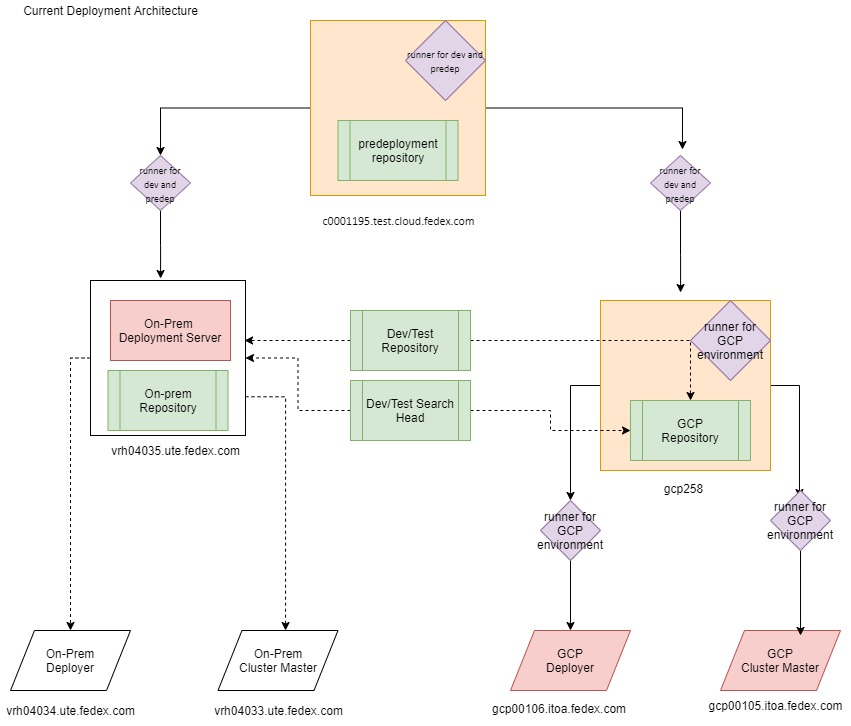 Current Deployment Architecture
runner for dev and
predep
predeployment
repository
c0001195.test.cloud.fedex.com
runner for
dev and
predep
runner for
dev and
predep
On-Prem
Deployment Server
On-prem
Repository
vrh04035.ute.fedex.com
Dev/Test
Repository
Dev/Test Search
Head
runner for
GCP
environment
GCP
Repository
gcp258
runner for
GCP
environment
runner for
GCP
environment
On-Prem
Deployer
vrh04034.ute.fedex.com
On-Prem
Cluster Master
vrh04033.ute.fedex.com
GCP
Deployer
gcp00106.itoa.fedex.com
GCP
Cluster Master
gcp00105.itoa.fedex.com